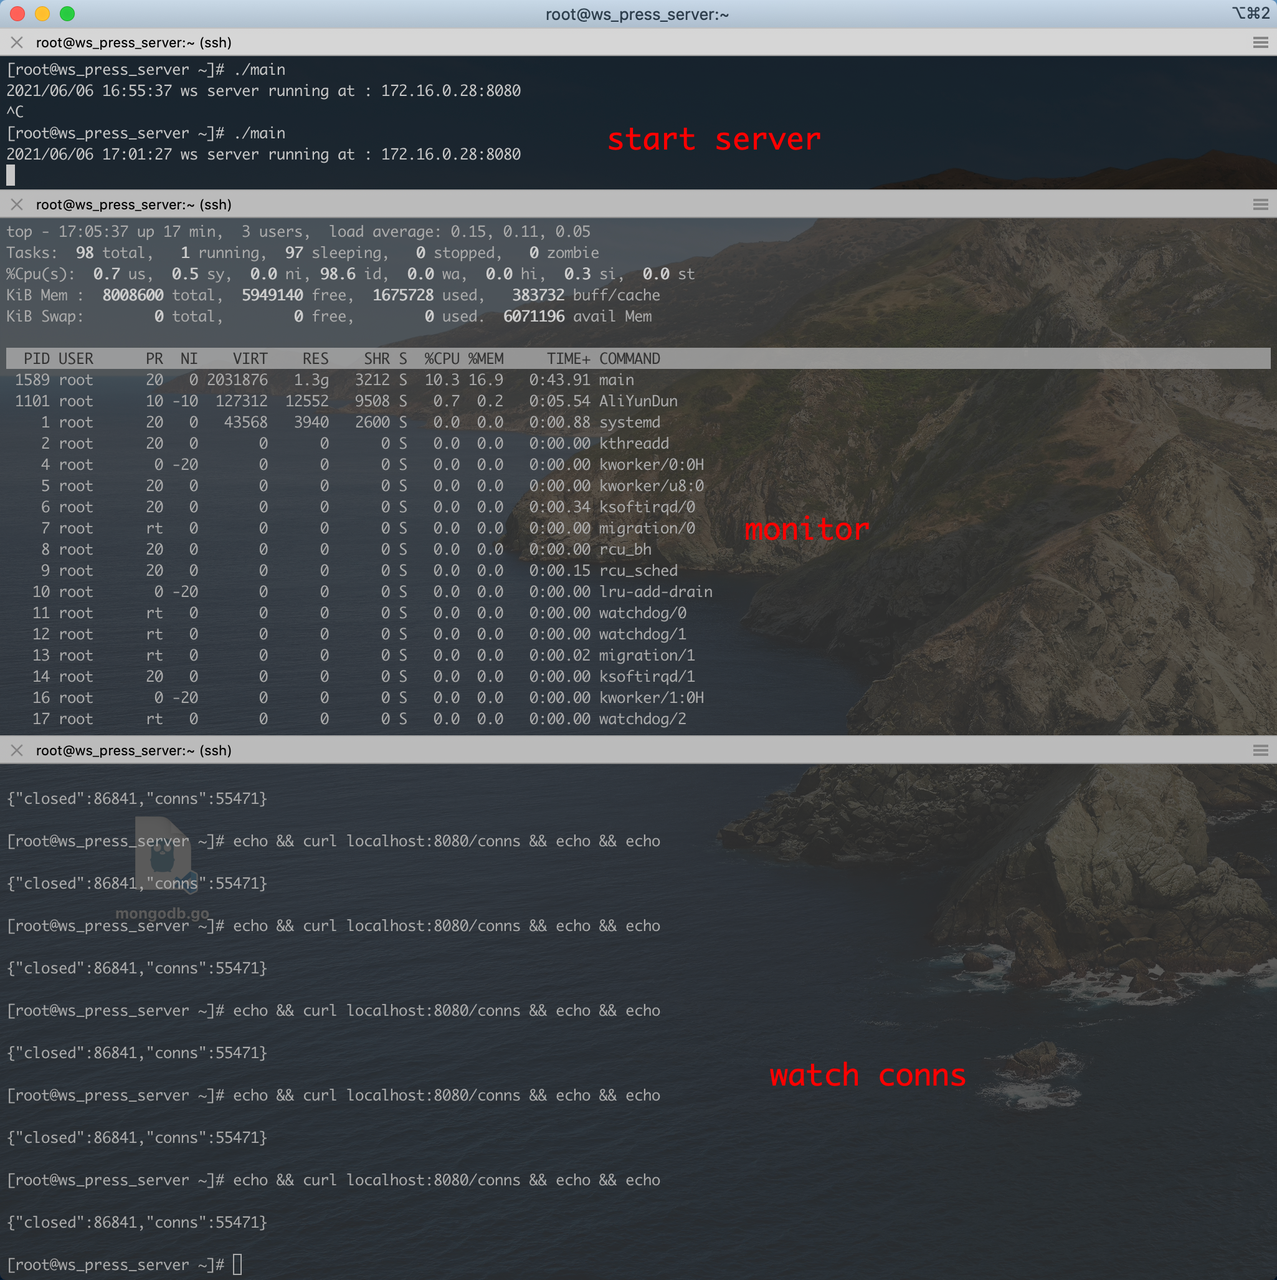 root@ws_press_server:~
⌥⌘2
root@ws_press_server:~ (ssh)
[root@ws_press_server ~]# ./main
2021/06/06 16:55:37 ws server running at : 172.16.0.28:8080
^C
[root@ws_press_server ~]# ./main
2021/06/06 17:01:27 ws server running at : 172.16.0.28:8080
start server
root@ws_press_server:~ (ssh)
top - 17:05:37 up 17 min,  3 users,  load average: 0.15, 0.11, 0.05
Tasks:  98 total,   1 running,  97 sleeping,   0 stopped,   0 zombie
%Cpu(s):  0.7 us,  0.5 sy,  0.0 ni, 98.6 id,  0.0 wa,  0.0 hi,  0.3 si,  0.0 st
KiB Mem :  8008600 total,  5949140 free,  1675728 used,   383732 buff/cache
KiB Swap:        0 total,        0 free,        0 used.  6071196 avail Mem
PID USER      PR  NI    VIRT    RES    SHR S  %CPU %MEM     TIME+ COMMAND
1589 root      20   0 2031876   1.3g   3212 S  10.3 16.9   0:43.91 main
1101 root      10 -10  127312  12552   9508 S   0.7  0.2   0:05.54 AliYunDun
1 root      20   0   43568   3940   2600 S   0.0  0.0   0:00.88 systemd
2 root      20   0       0      0      0 S   0.0  0.0   0:00.00 kthreadd
4 root       0 -20       0      0      0 S   0.0  0.0   0:00.00 kworker/0:0H
5 root      20   0       0      0      0 S   0.0  0.0   0:00.00 kworker/u8:0
6 root      20   0       0      0      0 S   0.0  0.0   0:00.34 ksoftirqd/0
7 root      rt   0       0      0      0 S   0.0  0.0   0:00.00 migration/0
8 root      20   0       0      0      0 S   0.0  0.0   0:00.00 rcu_bh
9 root      20   0       0      0      0 S   0.0  0.0   0:00.15 rcu_sched
10 root       0 -20       0      0      0 S   0.0  0.0   0:00.00 lru-add-drain
11 root      rt   0       0      0      0 S   0.0  0.0   0:00.00 watchdog/0
12 root      rt   0       0      0      0 S   0.0  0.0   0:00.00 watchdog/1
13 root      rt   0       0      0      0 S   0.0  0.0   0:00.02 migration/1
14 root      20   0       0      0      0 S   0.0  0.0   0:00.00 ksoftirqd/1
16 root       0 -20       0      0      0 S   0.0  0.0   0:00.00 kworker/1:0H
17 root      rt   0       0      0      0 S   0.0  0.0   0:00.00 watchdog/2
monitor
root@ws_press_server:~ (ssh)
{"closed":86841,"conns":55471}
[root@ws_press_server ~]# echo && curl localhost:8080/conns && echo && echo
{"closed":86841,"conns":55471}
mongodb.go
[root@ws_press_server ~]# echo && curl localhost:8080/conns && echo && echo
{"closed":86841,"conns":55471}
[root@ws_press_server ~]# echo && curl localhost:8080/conns && echo && echo
{"closed":86841,"conns":55471}
watch conns
[root@ws_press_server ~]# echo && curl localhost:8080/conns && echo && echo
{"closed":86841,"conns":55471}
[root@ws_press_server ~]# echo && curl localhost:8080/conns && echo && echo
{"closed":86841,"conns":55471}
[root@ws_press_server ~]#